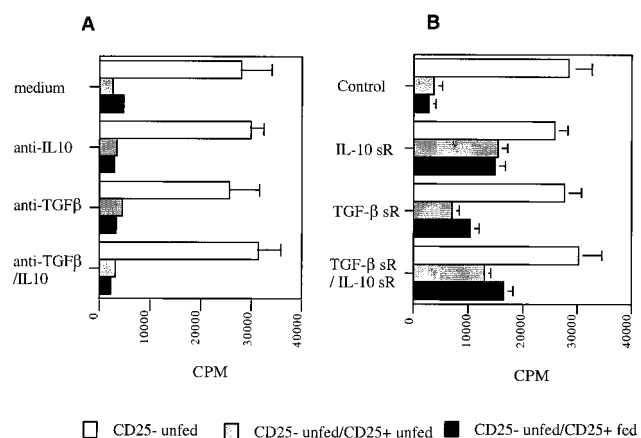 A
medium
anti-IL10
anti-TGFβ
anti-TGFβ
/IL10
0
10000
20000
30000
40000
CPM
B
Control
IL-10 sR
TGF-β sR
TGF-β sR
/ IL-10 sR
0
10000
20000
30000
40000
CPM
CD25- unfed
CD25- unfed/CD25+ unfed
CD25- unfed/CD25+ fed